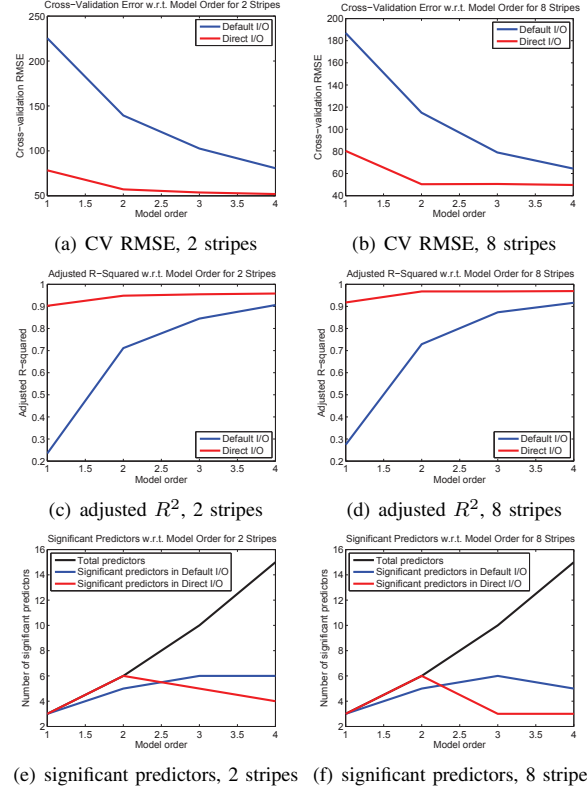 Cross−Validation Error w.r.t. Model Order for 2 Stripes
250
200
150
100
50
1
1.5
2
2.5
3
3.5
4
Cross−validation RMSE
Model order
Default I/O
Direct I/O
(a) CV RMSE, 2 stripes
Cross−Validation Error w.r.t. Model Order for 8 Stripes
200
180
160
140
120
100
80
60
40
1
1.5
2
2.5
3
3.5
4
Cross−validation RMSE
Model order
Default I/O
Direct I/O
(b) CV RMSE, 8 stripes
Adjusted R−Squared w.r.t. Model Order for 2 Stripes
1
0.9
0.8
0.7
0.6
0.5
0.4
0.3
0.2
1
1.5
2
2.5
3
3.5
4
Adjusted R−squared
Model order
Default I/O
Direct I/O
(c) adjusted R², 2 stripes
Adjusted R−Squared w.r.t. Model Order for 8 Stripes
1
0.9
0.8
0.7
0.6
0.5
0.4
0.3
0.2
1
1.5
2
2.5
3
3.5
4
Adjusted R−squared
Model order
Default I/O
Direct I/O
(d) adjusted R², 8 stripes
Significant Predictors w.r.t. Model Order for 2 Stripes
16
14
12
10
8
6
4
2
1
1.5
2
2.5
3
3.5
4
Number of significant predictors
Model order
Total predictors
Significant predictors in Default I/O
Significant predictors in Direct I/O
(e) significant predictors, 2 stripes
Significant Predictors w.r.t. Model Order for 8 Stripes
16
14
12
10
8
6
4
2
1
1.5
2
2.5
3
3.5
4
Number of significant predictors
Model order
Total predictors
Significant predictors in Default I/O
Significant predictors in Direct I/O
(f) significant predictors, 8 stripe